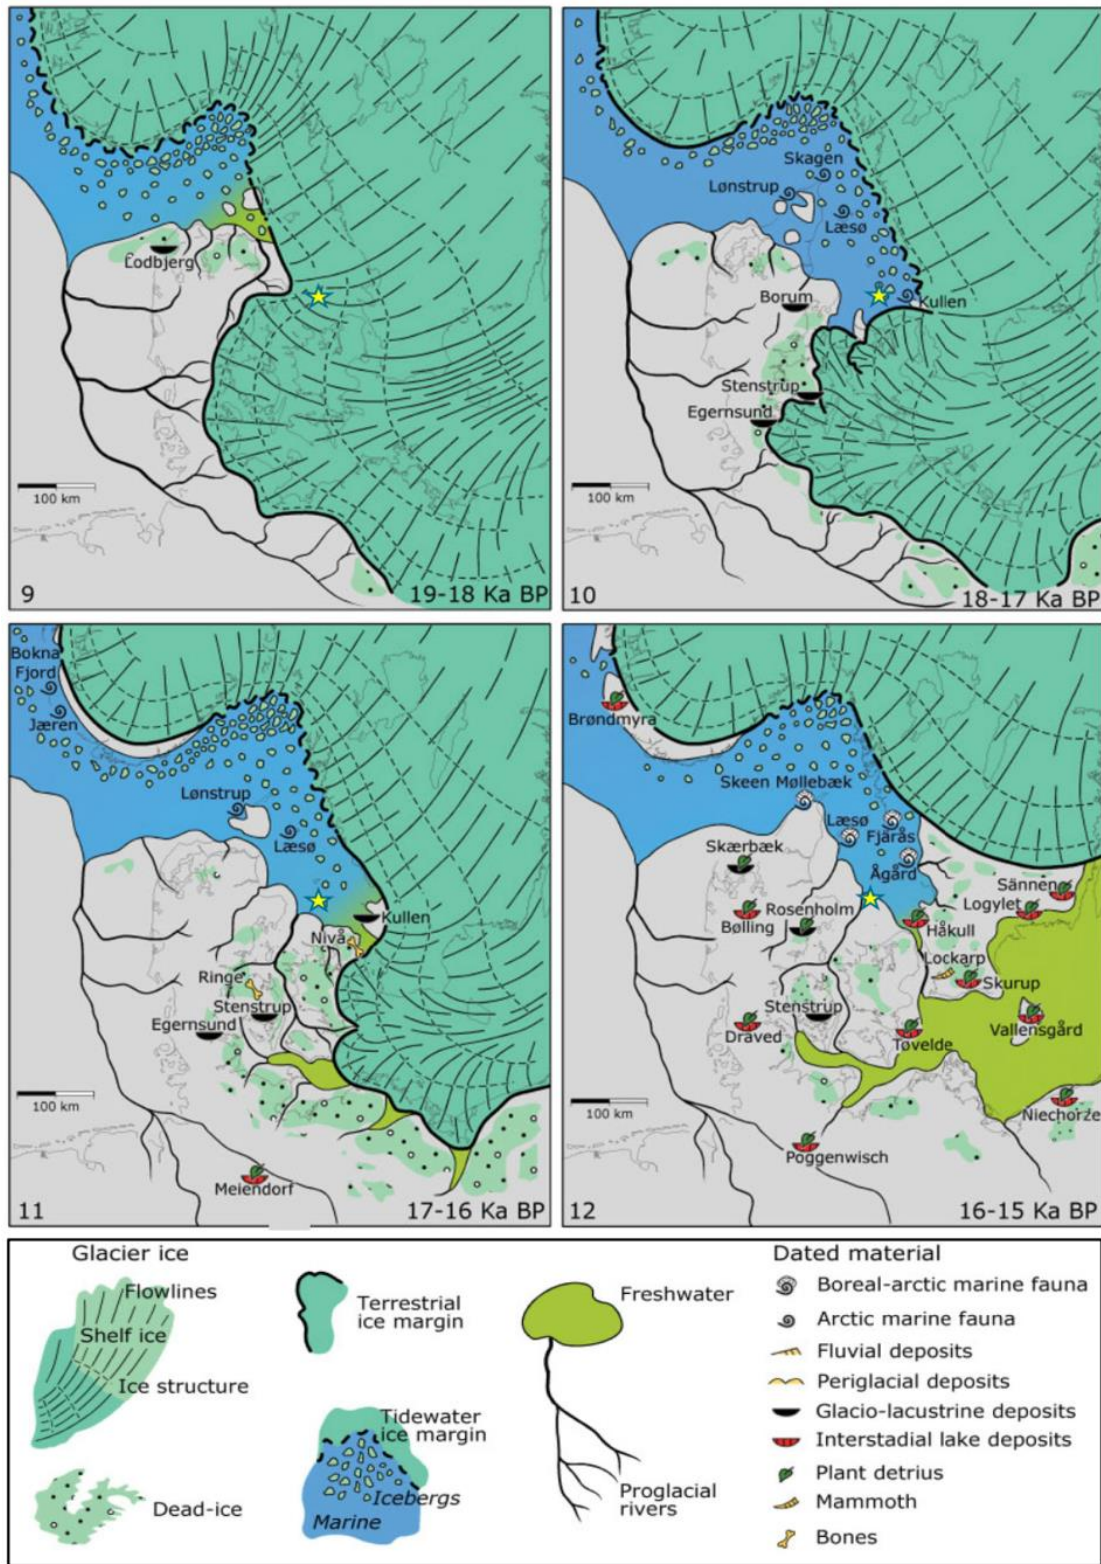 Lodbjerg
100 km
9
19-18 Ka BP
Skagen
Lønstrup
Læsø
Kullen
Borum
Stenstrup
Egernsund
100 km
10
18-17 Ka BP
Bokna
Fjord
Jæren
Lønstrup
Læsø
Kullen
Nivå
Ringe
Stenstrup
Egernsund
100 km
Meiendorf
11
17-16 Ka BP
Brøndmyra
Skeen Møllebæk
Læsø
Fjärås
Skærbæk
Ågård
Sännen
Rosenholm
Logylet
Bølling
Håkull
Lockarp
Skurup
Stenstrup
Vallensgård
Draved
Tøvelde
100 km
Niechorze
Poggenwisch
12
16-15 Ka BP
Glacier ice
Flowlines
Shelf ice
Ice structure
Dead-ice
Terrestrial
ice margin
Tidewater
ice margin
Icebergs
Marine
Freshwater
Proglacial
rivers
Dated material
Boreal-arctic marine fauna
Arctic marine fauna
Fluvial deposits
Periglacial deposits
Glacio-lacustrine deposits
Interstadial lake deposits
Plant detrius
Mammoth
Bones